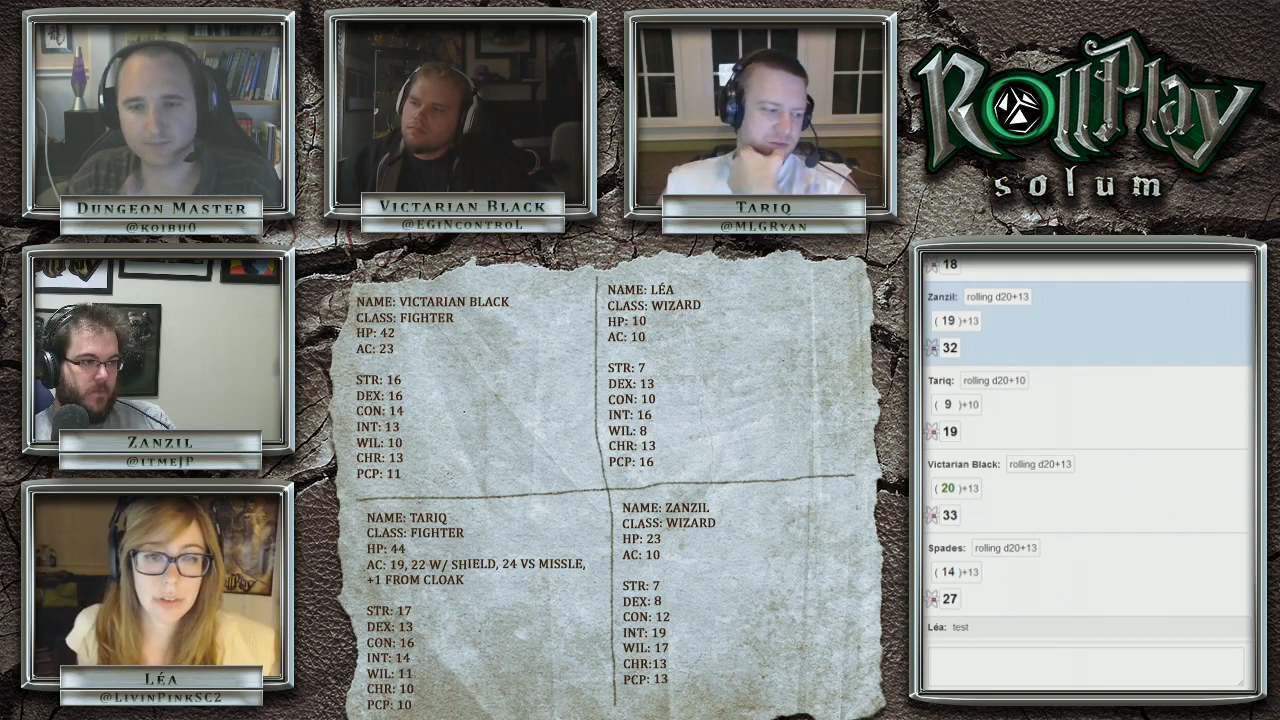 DUNGEON MASTER
@KOIBU0
VICTARIAN BLACK
@EGINCONTROL
TARIQ
@MLGRYAN
RollPlay
solum
ZANZIL
@ITMEJP
LÉA
@LIVINPINKSC2
NAME: VICTARIAN BLACK
CLASS: FIGHTER
HP: 42
AC: 23
STR: 16
DEX: 16
CON: 14
INT: 13
WIL: 10
CHR: 13
PCP: 11
NAME: LÉA
CLASS: WIZARD
HP: 10
AC: 10
STR: 7
DEX: 13
CON: 10
INT: 16
WIL: 8
CHR: 13
PCP: 16
NAME: TARIQ
CLASS: FIGHTER
HP: 44
AC: 19, 22 W/ SHIELD, 24 VS MISSLE,
+1 FROM CLOAK
STR: 17
DEX: 13
CON: 16
INT: 14
WIL: 11
CHR: 10
PCP: 10
NAME: ZANZIL
CLASS: WIZARD
HP: 23
AC: 10
STR: 7
DEX: 8
CON: 12
INT: 19
WIL: 17
CHR:13
PCP: 13
18
Zanzil: rolling d20+13
( 19 )+13
32
Tariq: rolling d20+10
( 9 )+10
19
Victarian Black: rolling d20+13
( 20 )+13
33
Spades: rolling d20+13
( 14 )+13
27
Léa: test